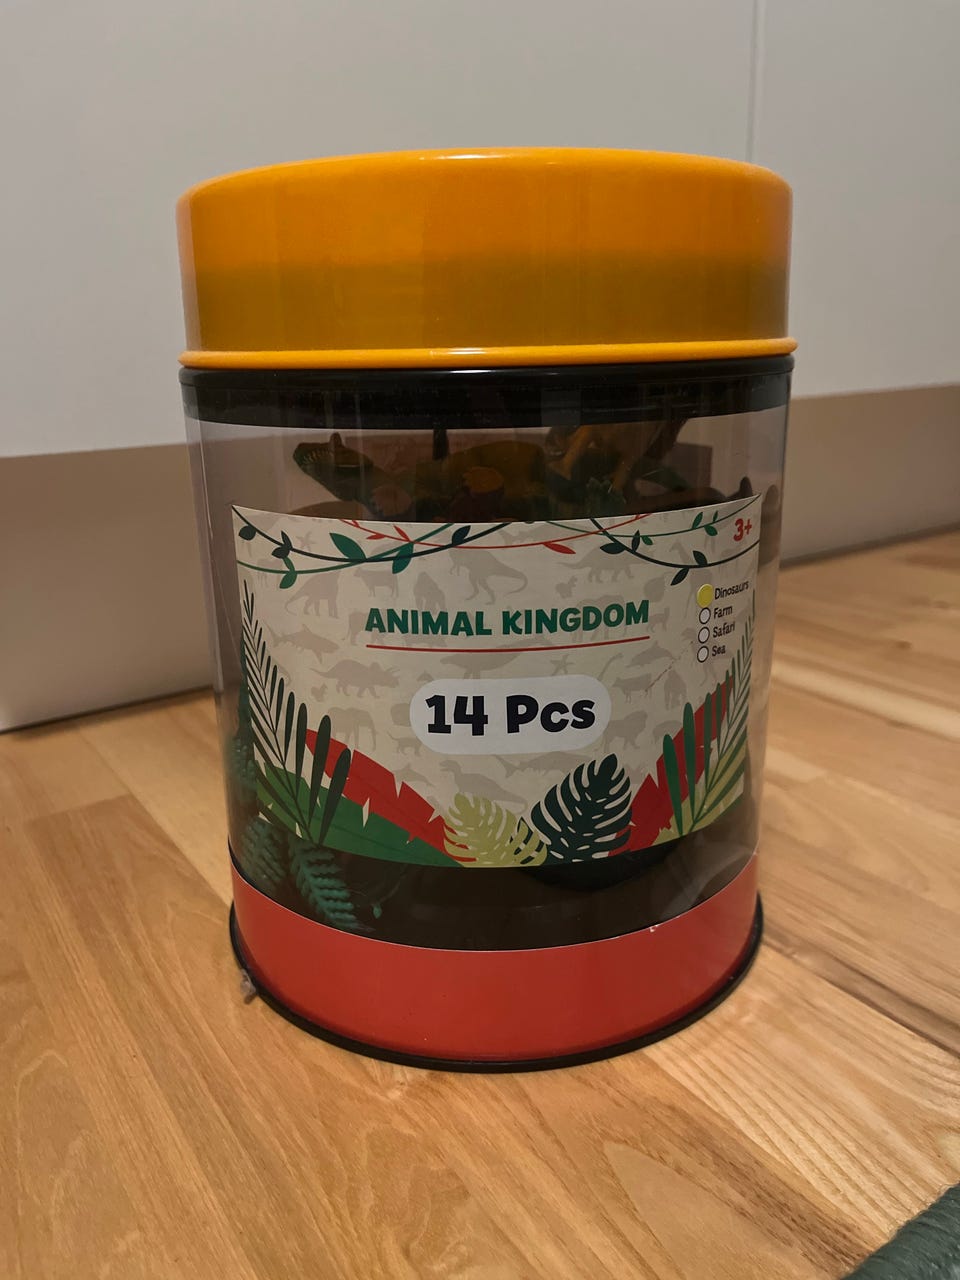 3+
ANIMAL KINGDOM
Dinosaurs
Farm
Safari
Sea
14 Pcs